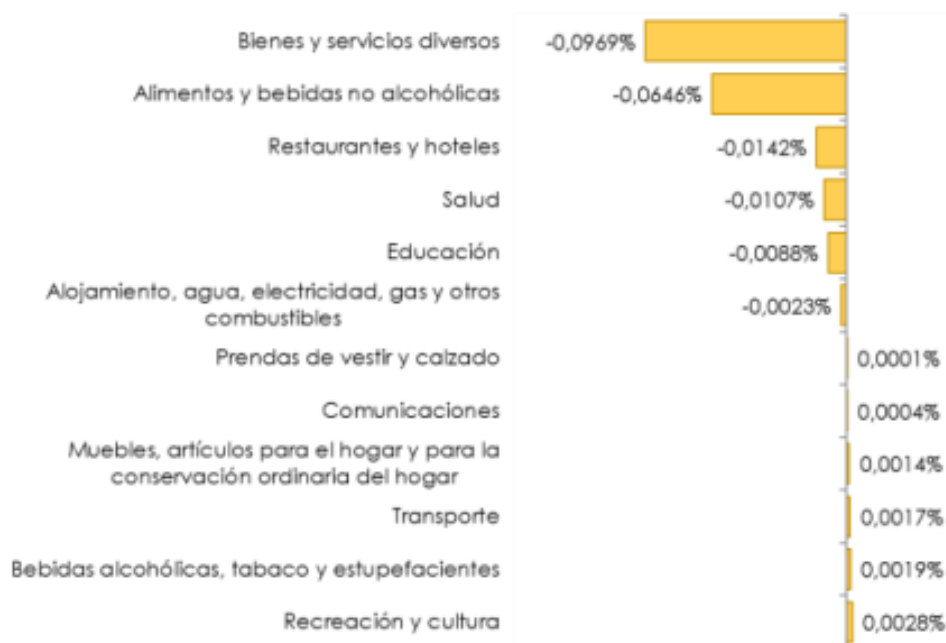 Bienes y servicios diversos -0,0969%
Alimentos y bebidas no alcohólicas -0,0646%
Restaurantes y hoteles -0,0142%
Salud -0,0107%
Educación -0,0088%
Alojamiento, agua, electricidad, gas y otros
combustibles -0,0023%
Prendas de vestir y calzado 0,0001%
Comunicaciones 0,0004%
Muebles, artículos para el hogar y para la
conservación ordinaria del hogar 0,0014%
Transporte 0,0017%
Bebidas alcohólicas, tabaco y estupefacientes 0,0019%
Recreación y cultura 0,0028%